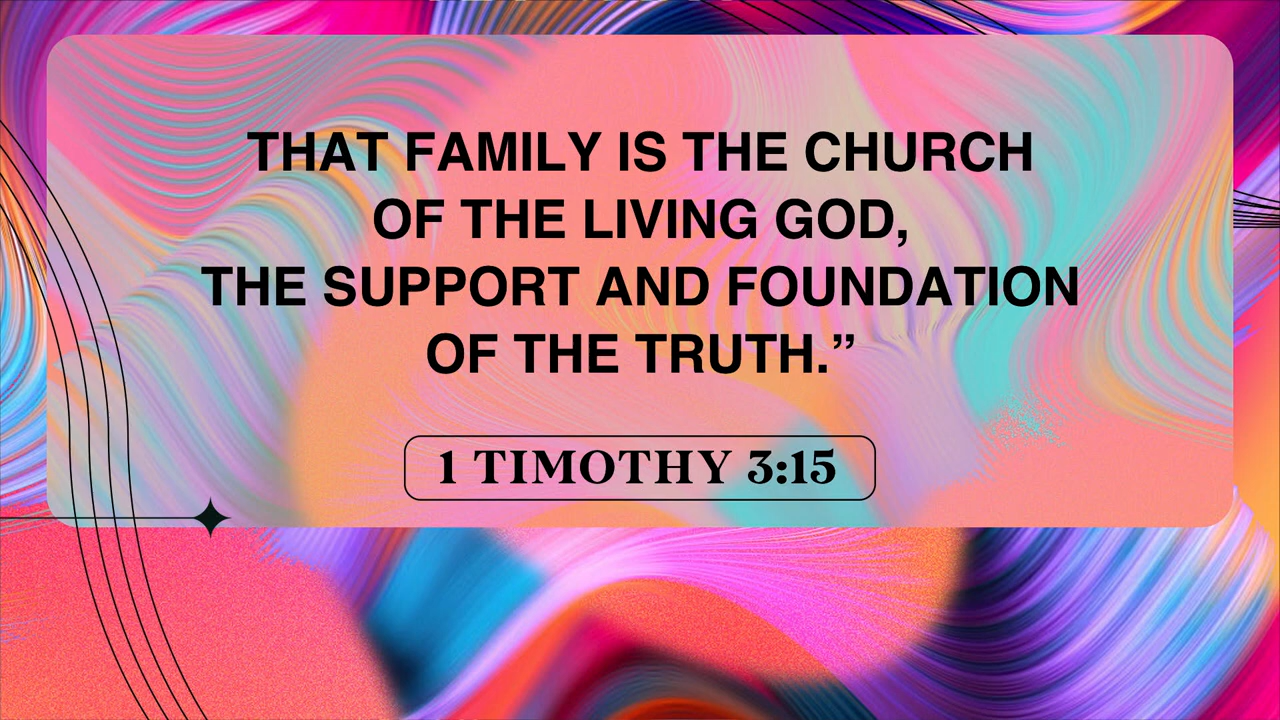 THAT FAMILY IS THE CHURCH
OF THE LIVING GOD,
THE SUPPORT AND FOUNDATION
OF THE TRUTH.”
1 TIMOTHY 3:15